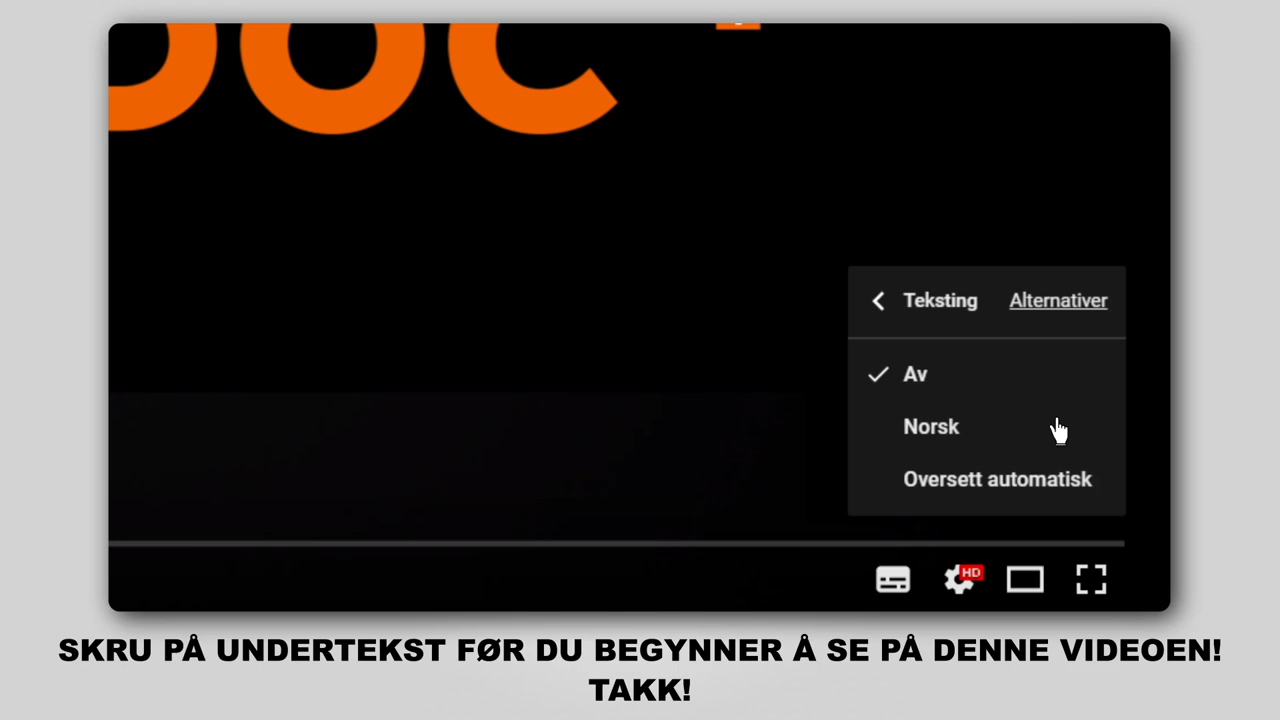 Teksting Alternativer
Av
Norsk
Oversett automatisk
HD
SKRU PÅ UNDERTEKST FØR DU BEGYNNER Å SE PÅ DENNE VIDEOEN!
TAKK!